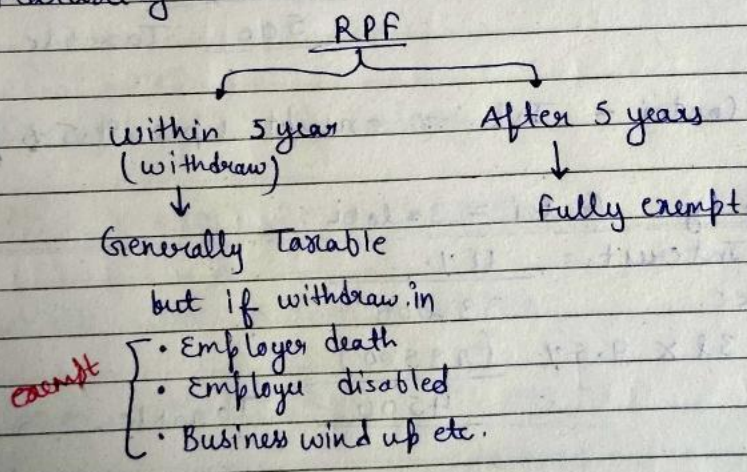 RPF
Within 5 year
After 5 years
(withdraw)
Fully exempt
Generally Taxable
but if withdraw in
exempt
• Employer death
• Employee disabled
• Business wind up etc.